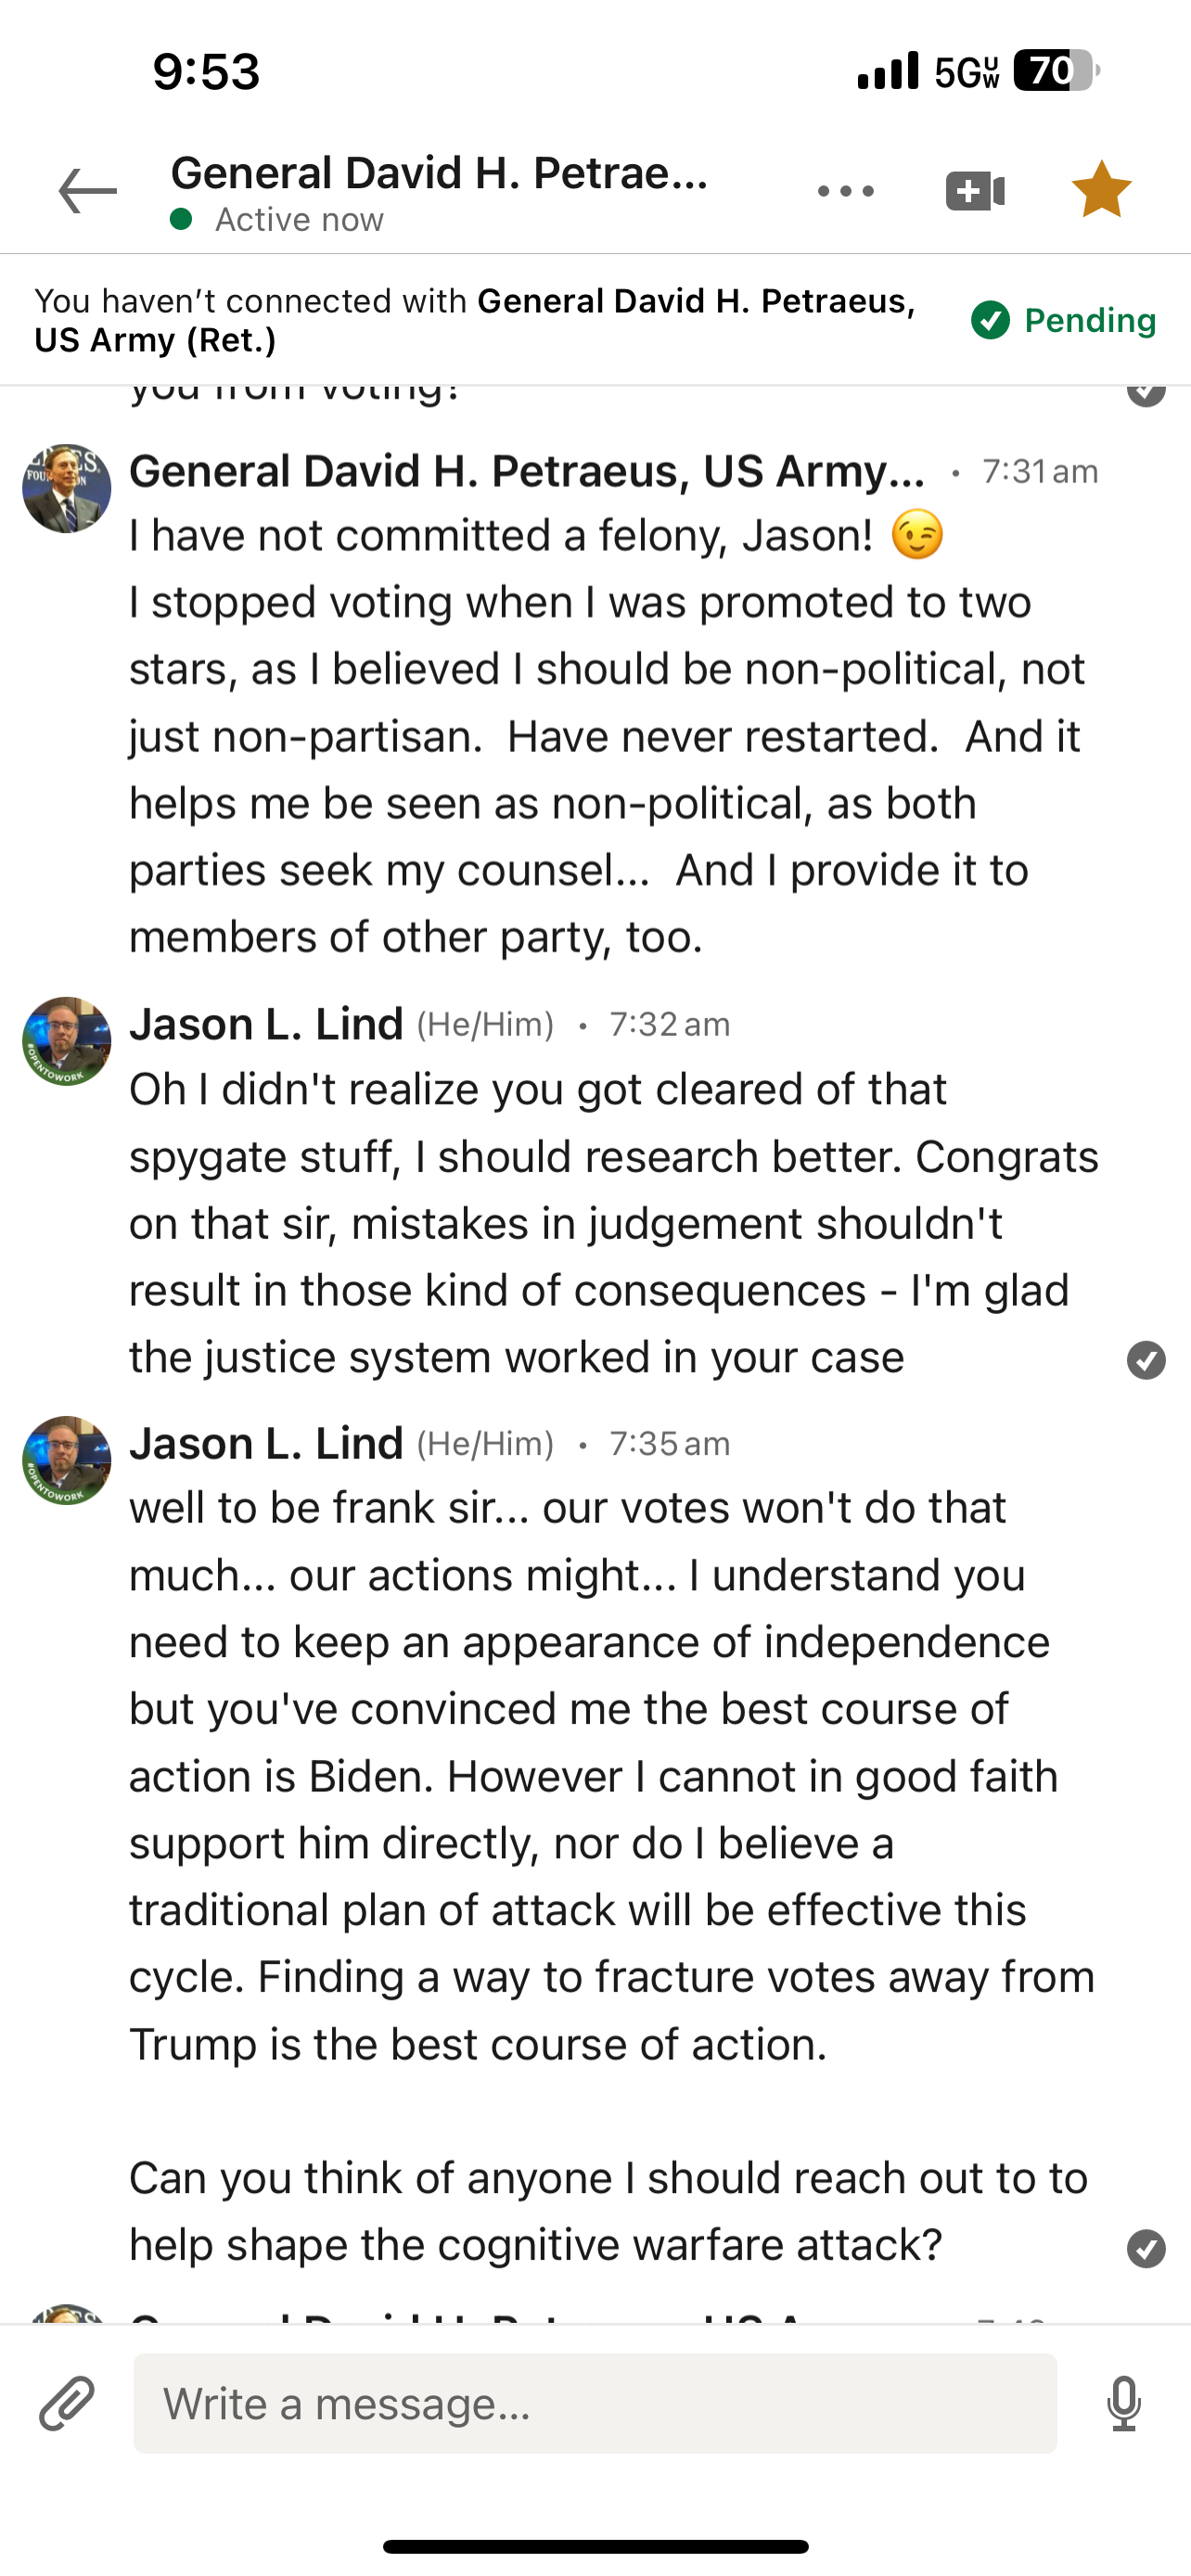 9:53
5G UW 70
General David H. Petrae...
Active now
You haven't connected with General David H. Petraeus,
US Army (Ret.)
Pending
you from voting?
General David H. Petraeus, US Army... • 7:31 am
I have not committed a felony, Jason! 😉
I stopped voting when I was promoted to two
stars, as I believed I should be non-political, not
just non-partisan.  Have never restarted.  And it
helps me be seen as non-political, as both
parties seek my counsel...  And I provide it to
members of other party, too.
Jason L. Lind (He/Him) • 7:32 am
#OPENTOWORK
Oh I didn't realize you got cleared of that
spygate stuff, I should research better. Congrats
on that sir, mistakes in judgement shouldn't
result in those kind of consequences - I'm glad
the justice system worked in your case
Jason L. Lind (He/Him) • 7:35 am
#OPENTOWORK
well to be frank sir... our votes won't do that
much... our actions might... I understand you
need to keep an appearance of independence
but you've convinced me the best course of
action is Biden. However I cannot in good faith
support him directly, nor do I believe a
traditional plan of attack will be effective this
cycle. Finding a way to fracture votes away from
Trump is the best course of action.
Can you think of anyone I should reach out to to
help shape the cognitive warfare attack?
Write a message...